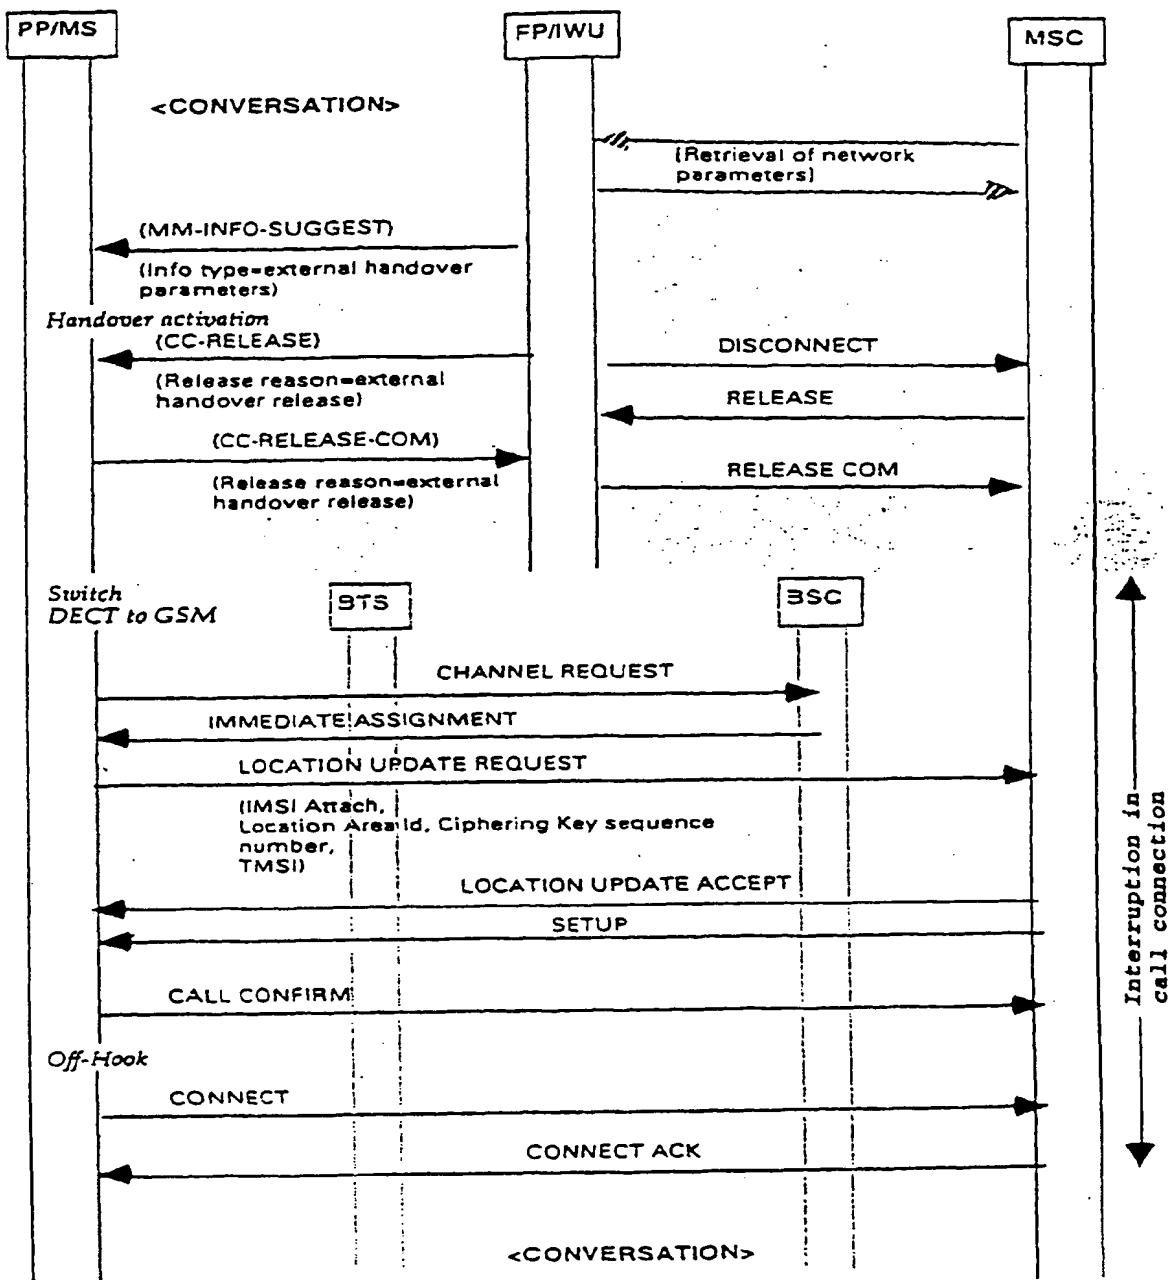 PP/MS
FP/IWU
MSC
<CONVERSATION>
(Retrieval of network
parameters)
(MM-INFO-SUGGEST)
(Info type=external handover
parameters)
Handover activation
(CC-RELEASE)
DISCONNECT
(Release reason=external
handover release)
RELEASE
(CC-RELEASE-COM)
RELEASE COM
(Release reason=external
handover release)
Switch
DECT to GSM
BTS
BSC
CHANNEL REQUEST
IMMEDIATE ASSIGNMENT
LOCATION UPDATE REQUEST
(IMSI Attach,
Location Area Id, Ciphering Key sequence
number,
TMSI)
LOCATION UPDATE ACCEPT
SETUP
CALL CONFIRM
Off-Hook
CONNECT
CONNECT ACK
<CONVERSATION>
Interruption in
call connection